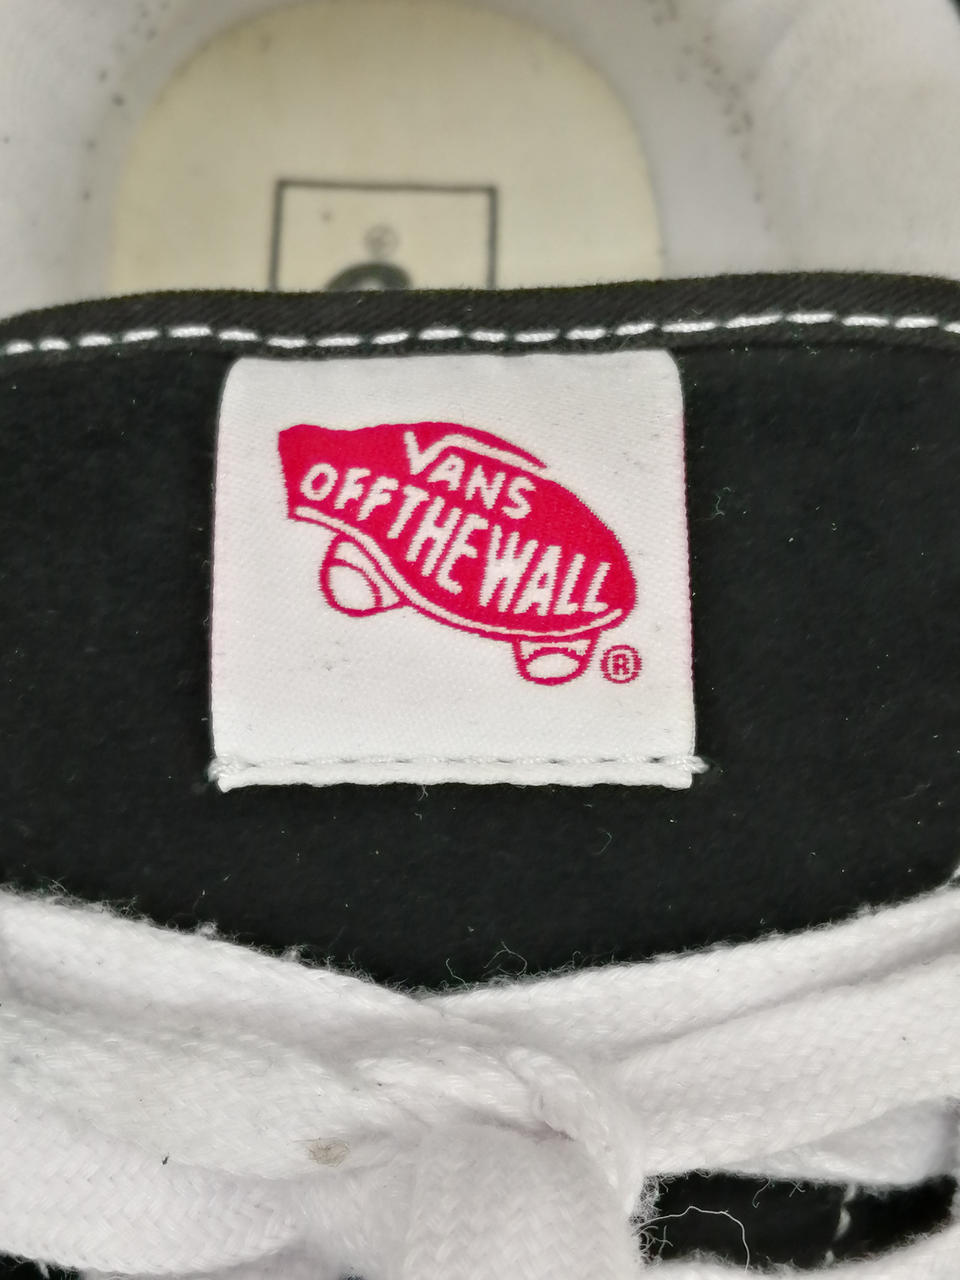 VANS
OFF THE WALL
®